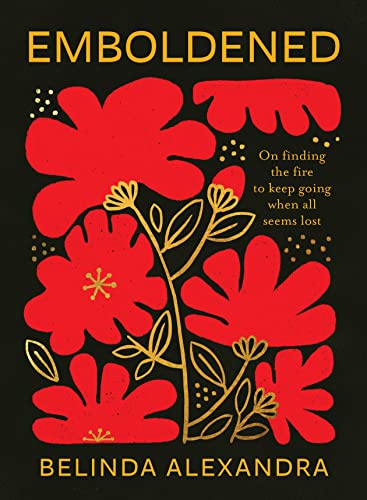 EMBOLDENED
On finding
the fire
to keep going
when all
seems lost
BELINDA ALEXANDRA